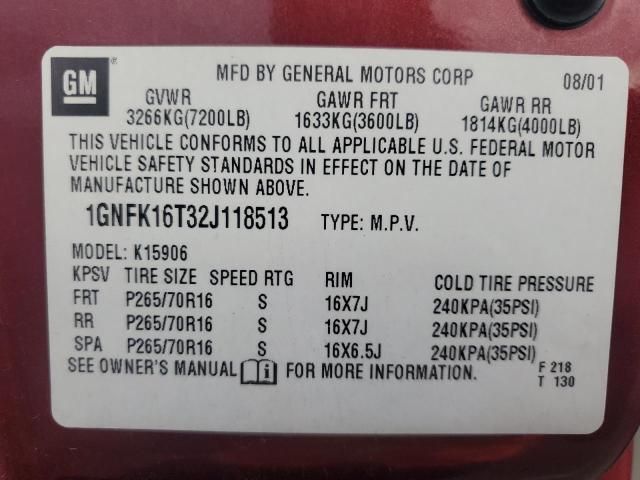 GM ® MFD BY GENERAL MOTORS CORP 08/01
GVWR GAWR FRT GAWR RR
3266KG(7200LB) 1633KG(3600LB) 1814KG(4000LB)
THIS VEHICLE CONFORMS TO ALL APPLICABLE U.S. FEDERAL MOTOR
VEHICLE SAFETY STANDARDS IN EFFECT ON THE DATE OF
MANUFACTURE SHOWN ABOVE.
1GNFK16T32J118513 TYPE: M.P.V.
MODEL: K15906
KPSV TIRE SIZE SPEED RTG RIM COLD TIRE PRESSURE
FRT P265/70R16 S 16X7J 240KPA(35PSI)
RR P265/70R16 S 16X7J 240KPA(35PSI)
SPA P265/70R16 S 16X6.5J 240KPA(35PSI)
SEE OWNER'S MANUAL i FOR MORE INFORMATION. F 218
T 130